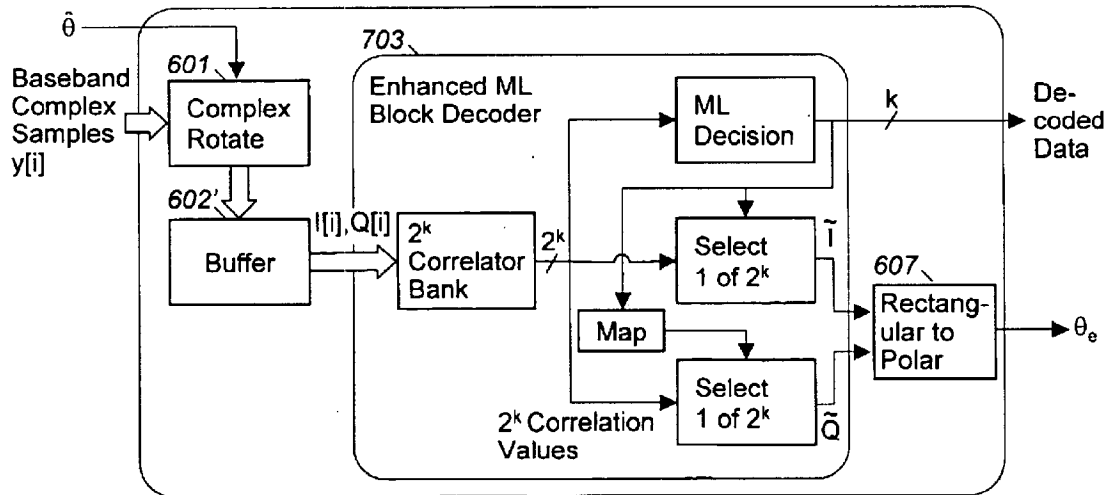 θ̂
703
601
Baseband
Complex
Samples
y[i]
Complex
Rotate
Enhanced ML
Block Decoder
ML
Decision
k
De-
coded
Data
602'
Buffer
I[i],Q[i]
2ᵏ
Correlator
Bank
2ᵏ
Select
1 of 2ᵏ
Ĩ
607
Rectang-
ular to
Polar
θₑ
Map
Select
1 of 2ᵏ
Q̃
2ᵏ Correlation
Values